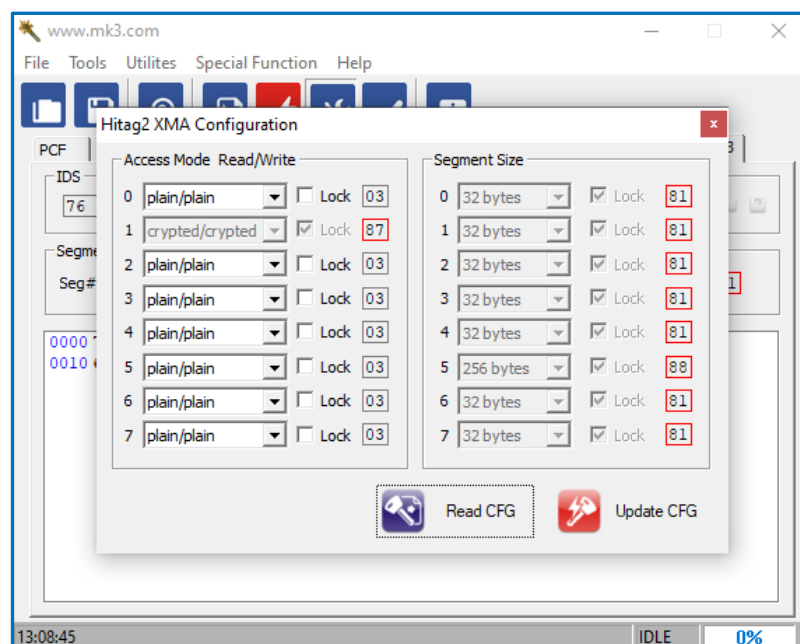 www.mk3.com
File Tools Utilites Special Function Help
Hitag2 XMA Configuration
PCF
IDS
76
Seg#
0000
0010
Access Mode Read/Write
0 plain/plain Lock 03
1 crypted/crypted Lock 87
2 plain/plain Lock 03
3 plain/plain Lock 03
4 plain/plain Lock 03
5 plain/plain Lock 03
6 plain/plain Lock 03
7 plain/plain Lock 03
Segment Size
0 32 bytes Lock 81
1 32 bytes Lock 81
2 32 bytes Lock 81
3 32 bytes Lock 81
4 32 bytes Lock 81
5 256 bytes Lock 88
6 32 bytes Lock 81
7 32 bytes Lock 81
Read CFG
Update CFG
13:08:45
IDLE
0%